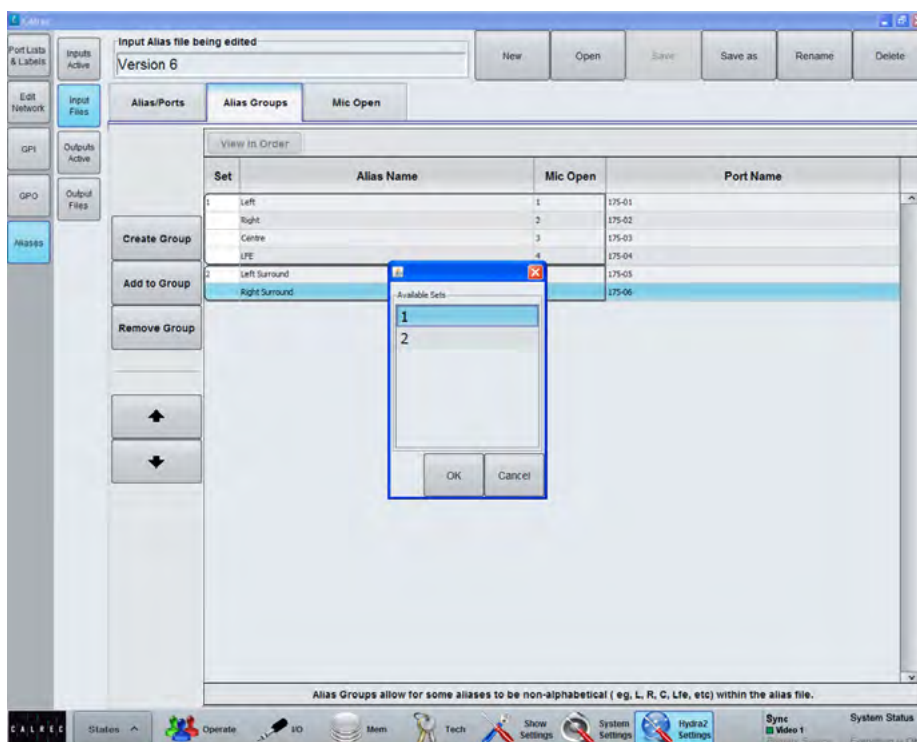 Input Alias file being edited
Version 6
New
Open
Save
Save as
Rename
Delete
Port Lists & Labels
Edit Network
GPI
GPO
Aliases
Inputs Active
Input Files
Outputs Active
Output Files
Alias/Ports
Alias Groups
Mic Open
View in Order
Set Alias Name Mic Open Port Name
1 Left 1 175-01
Right 2 175-02
Centre 3 175-03
LFE 4 175-04
2 Left Surround 175-05
Right Surround 175-06
Create Group
Add to Group
Remove Group
Available Sets
1
2
OK
Cancel
Alias Groups allow for some aliases to be non-alphabetical ( eg, L, R, C, Lfe, etc) within the alias file.
CALREC
States
Operate
I/O
Mem
Tech
Show Settings
System Settings
Hydra2 Settings
Sync
Video 1
System Status